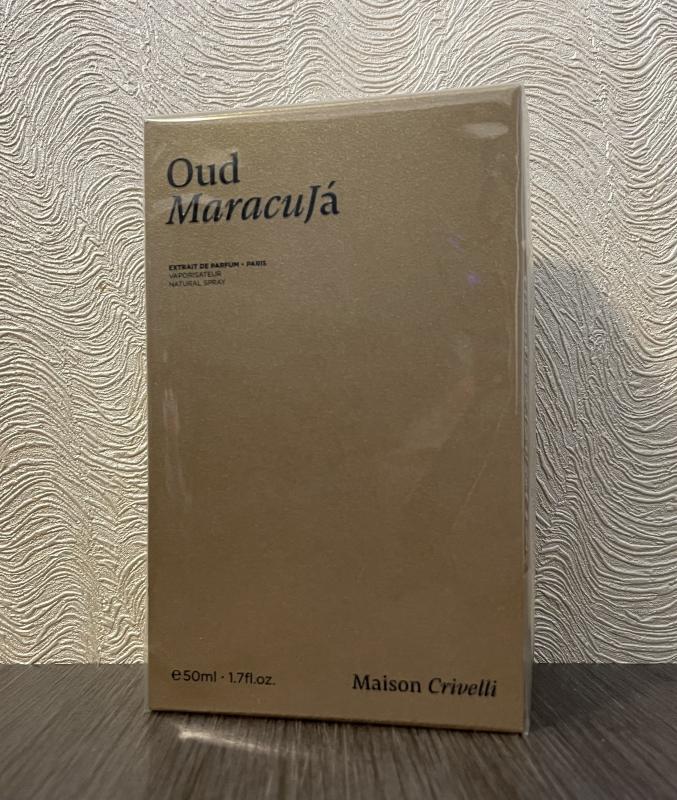 Oud
MaracuJá
EXTRAIT DE PARFUM • PARIS
VAPORISATEUR
NATURAL SPRAY
℮50ml · 1.7fl.oz.
Maison Crivelli